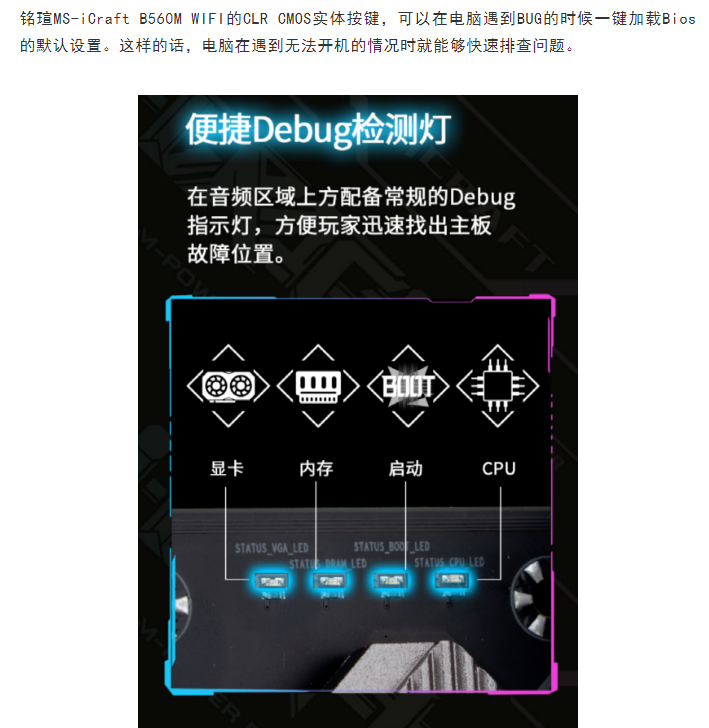 铭瑄MS-iCraft B560M WIFI的CLR CMOS实体按键，可以在电脑遇到BUG的时候一键加载Bios
的默认设置。这样的话，电脑在遇到无法开机的情况时就能够快速排查问题。
便捷Debug检测灯
在音频区域上方配备常规的Debug
指示灯，方便玩家迅速找出主板
故障位置。
BOOT
显卡 内存 启动 CPU
STATUS_VGA_LED STATUS_BOOT_LED
STATUS_DRAM_LED STATUS_CPU_LED